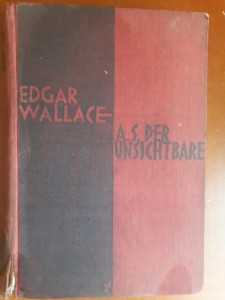 EDGAR
WALLACE–
A.S. DER
UNSICHTBARE